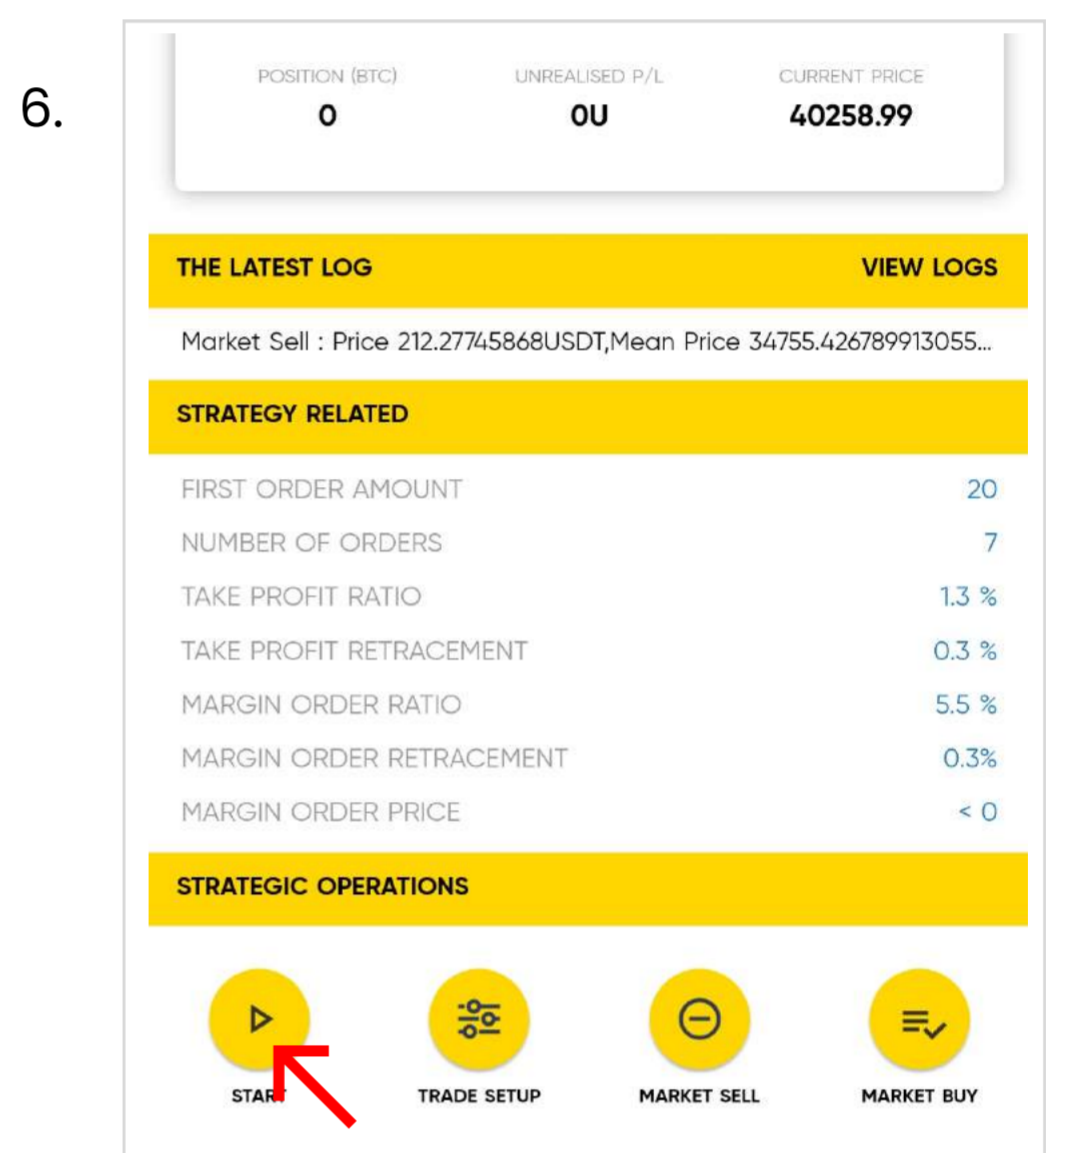 6.
POSITION (BTC) UNREALISED P/L CURRENT PRICE
0 0U 40258.99
THE LATEST LOG VIEW LOGS
Market Sell : Price 212.27745868USDT,Mean Price 34755.426789913055...
STRATEGY RELATED
FIRST ORDER AMOUNT 20
NUMBER OF ORDERS 7
TAKE PROFIT RATIO 1.3 %
TAKE PROFIT RETRACEMENT 0.3 %
MARGIN ORDER RATIO 5.5 %
MARGIN ORDER RETRACEMENT 0.3%
MARGIN ORDER PRICE < 0
STRATEGIC OPERATIONS
START TRADE SETUP MARKET SELL MARKET BUY